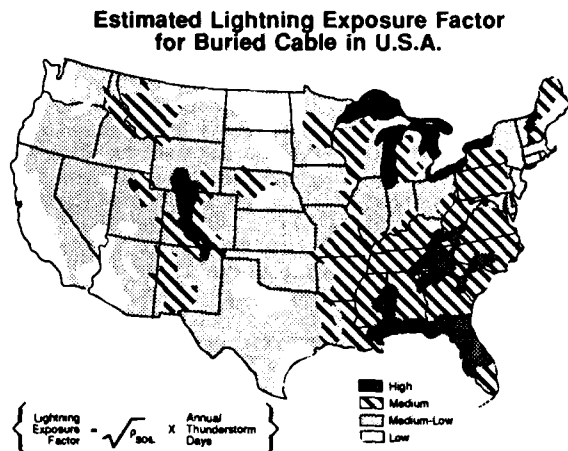 Estimated Lightning Exposure Factor
for Buried Cable in U.S.A.
High
Medium
Medium-Low
Low
{ Lightning Exposure Factor = √ρSOIL X Annual Thunderstorm Days }